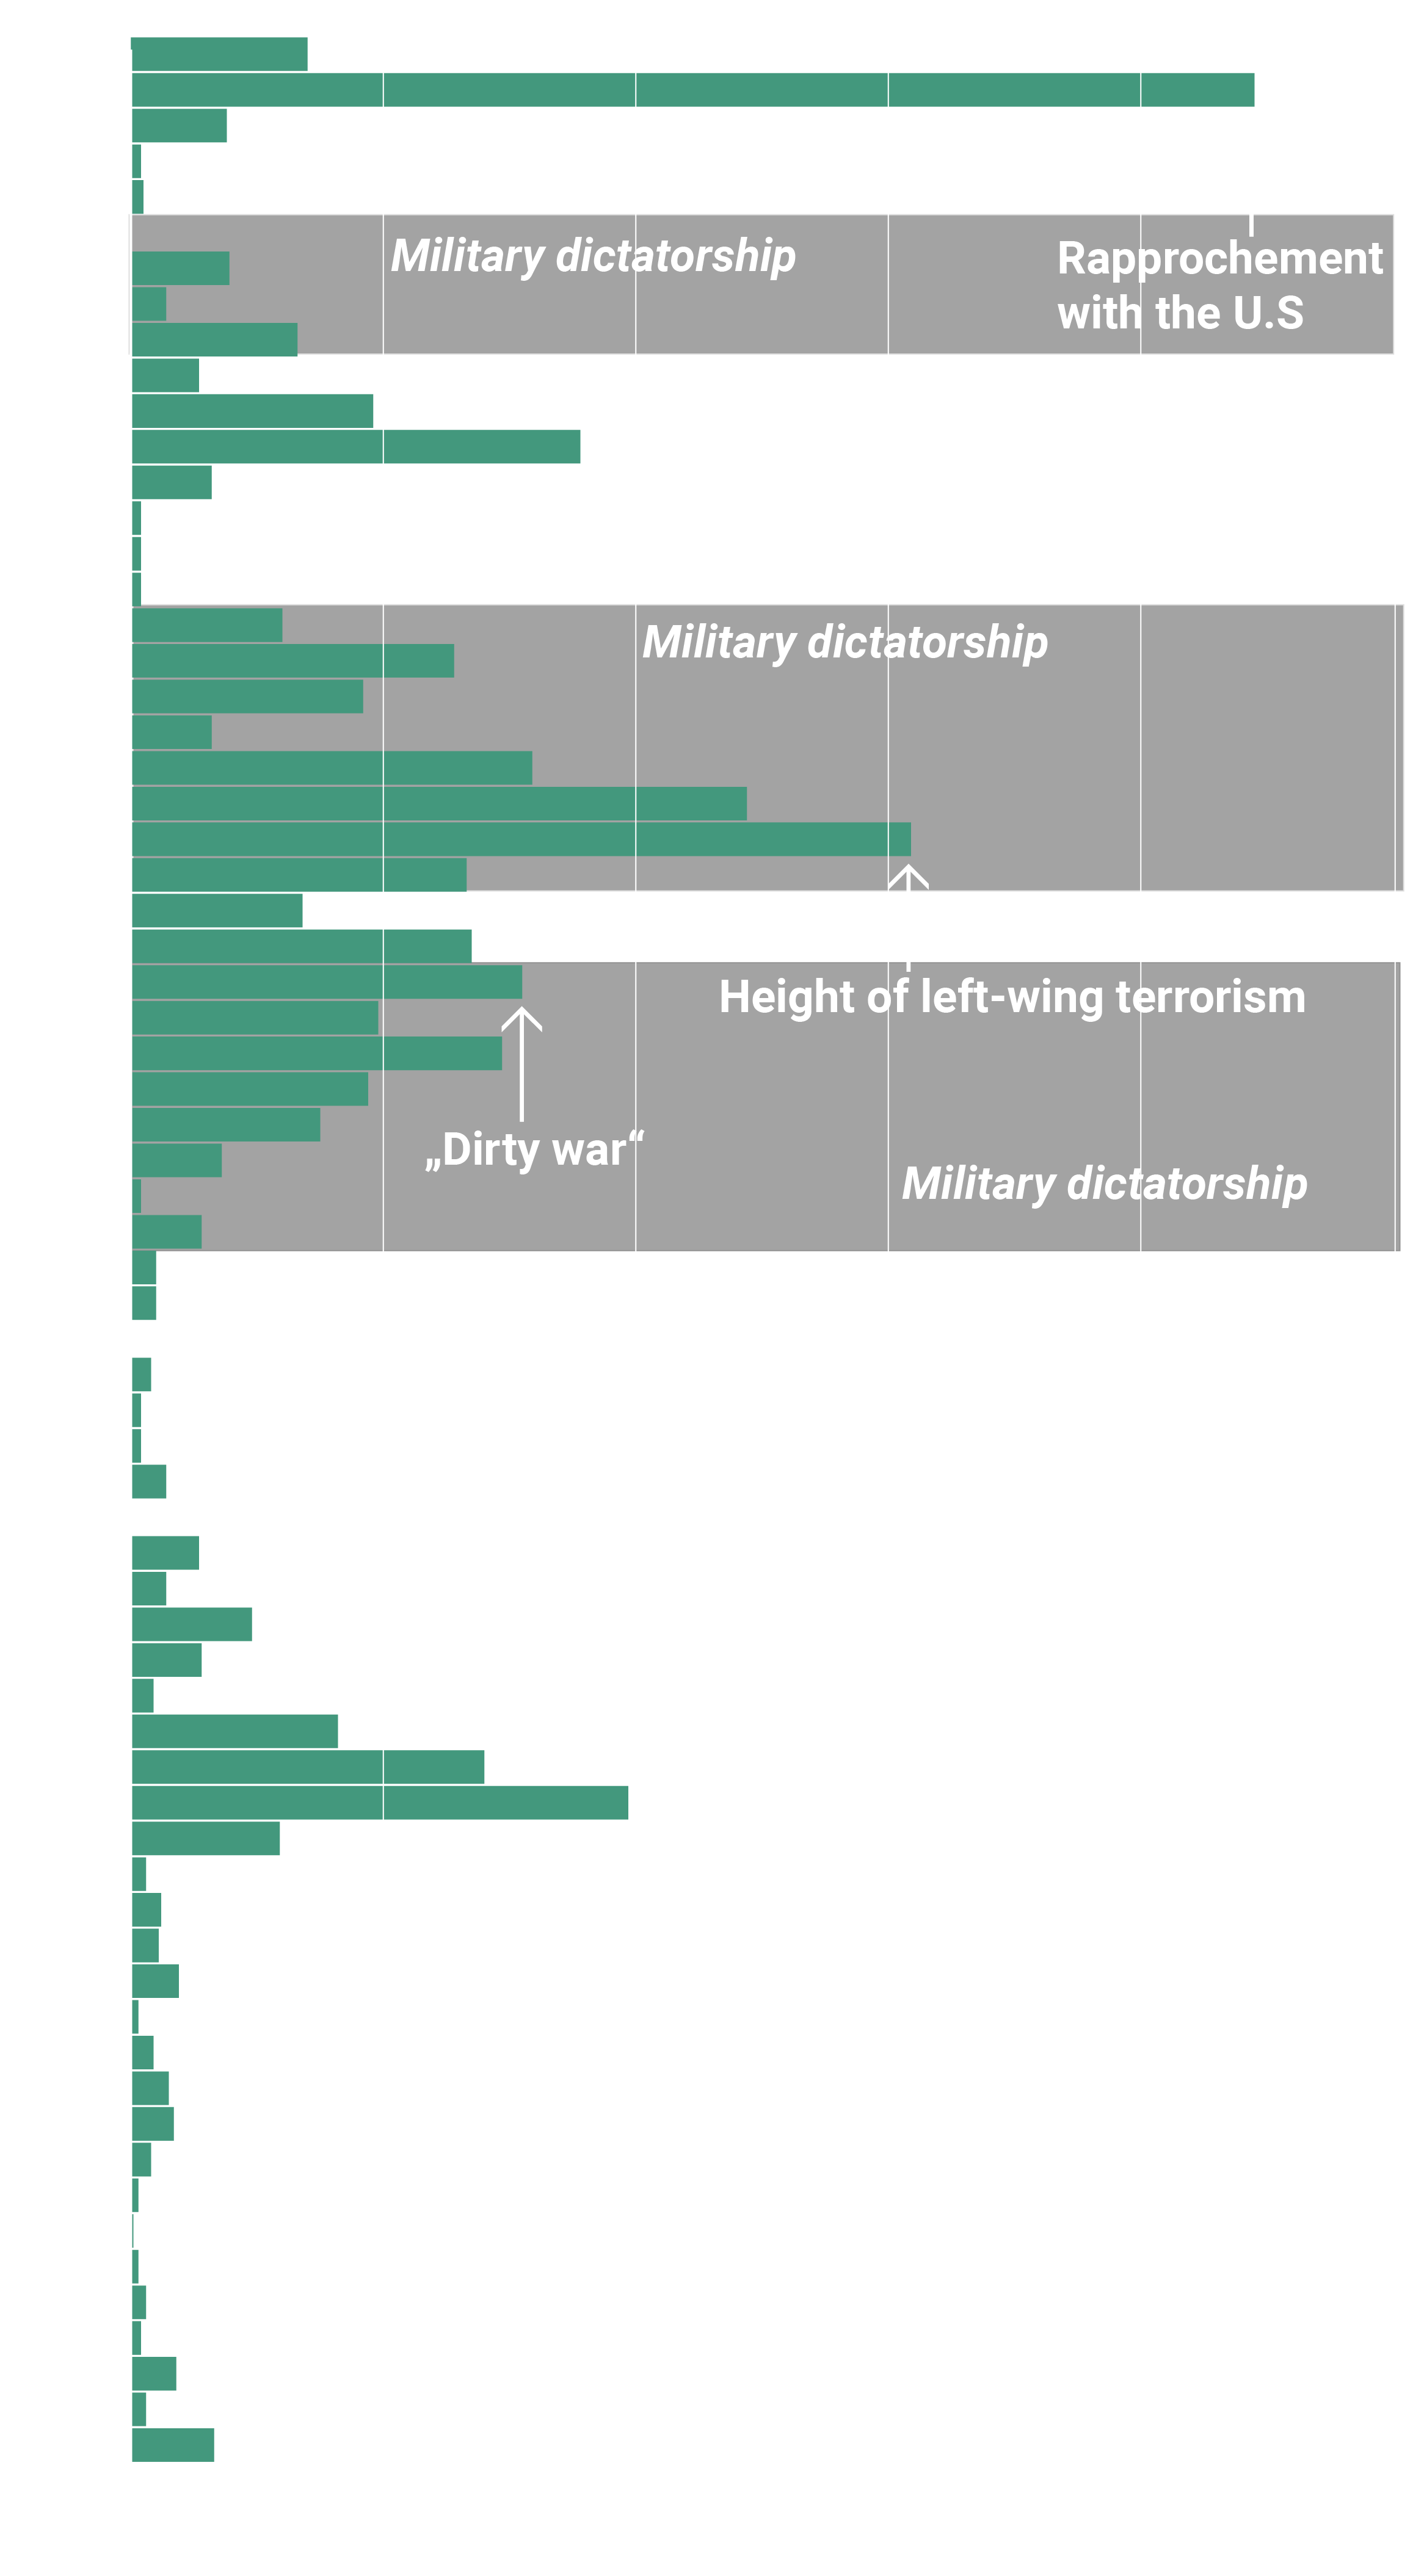 Military dictatorship
Rapprochement
with the U.S
Military dictatorship
Height of left-wing terrorism
„Dirty war“
Military dictatorship